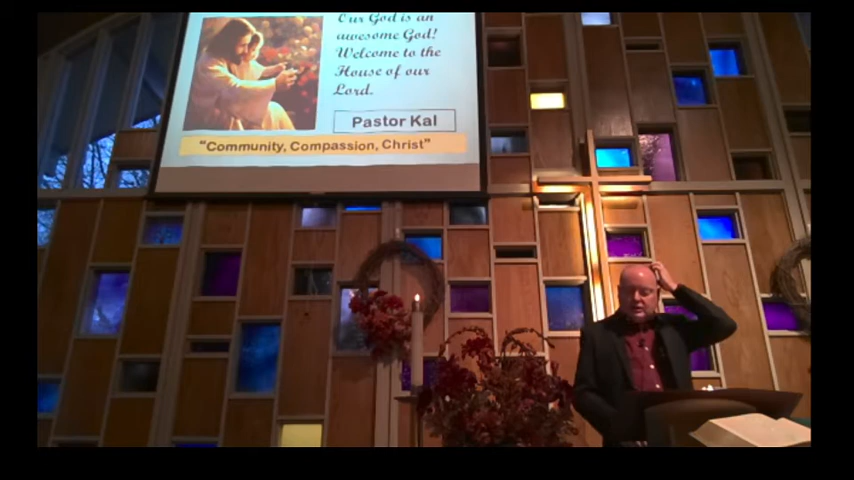 Our God is an
awesome God!
Welcome to the
House of our
Lord.
Pastor Kal
"Community, Compassion, Christ"